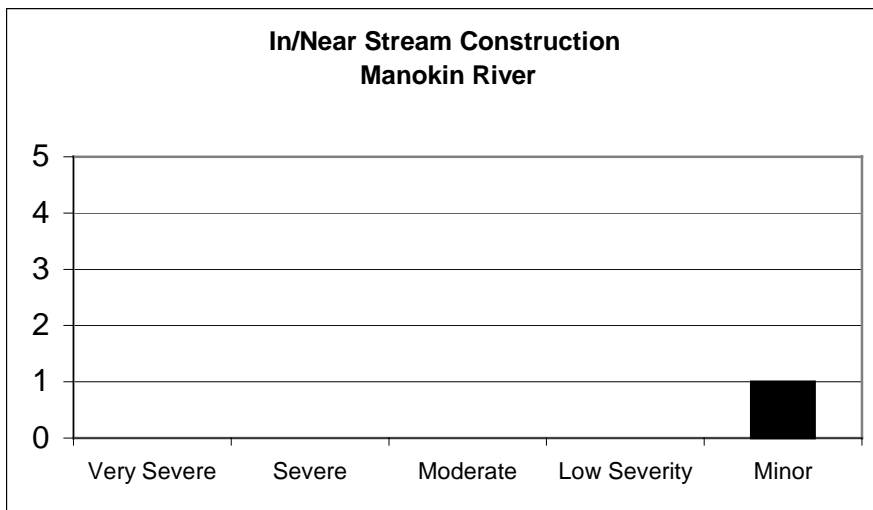 In/Near Stream Construction
Manokin River
5
4
3
2
1
0
Very Severe Severe Moderate Low Severity Minor